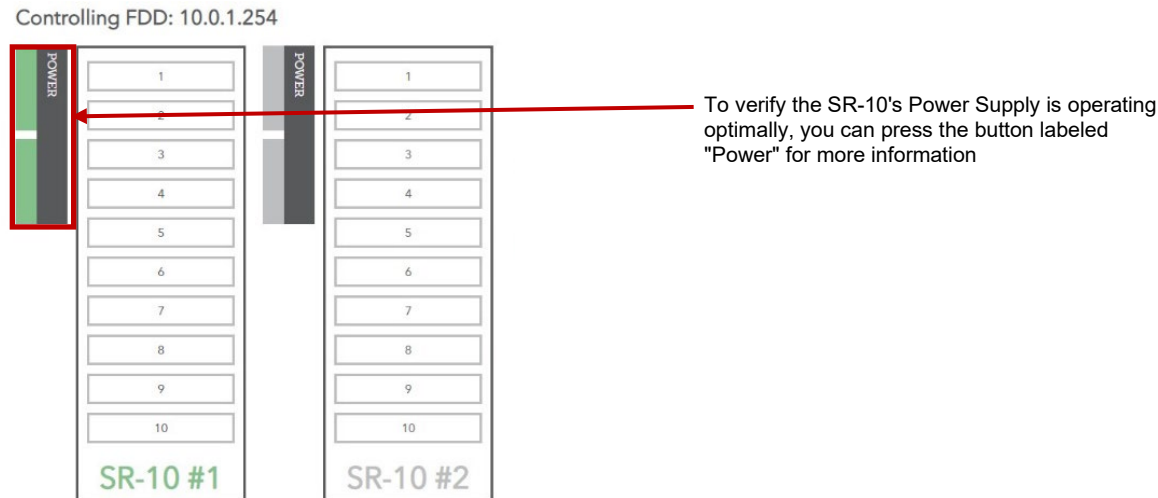 Controlling FDD: 10.0.1.254
POWER
1
2
3
4
5
6
7
8
9
10
SR-10 #1
POWER
1
2
3
4
5
6
7
8
9
10
SR-10 #2
To verify the SR-10's Power Supply is operating
optimally, you can press the button labeled
"Power" for more information